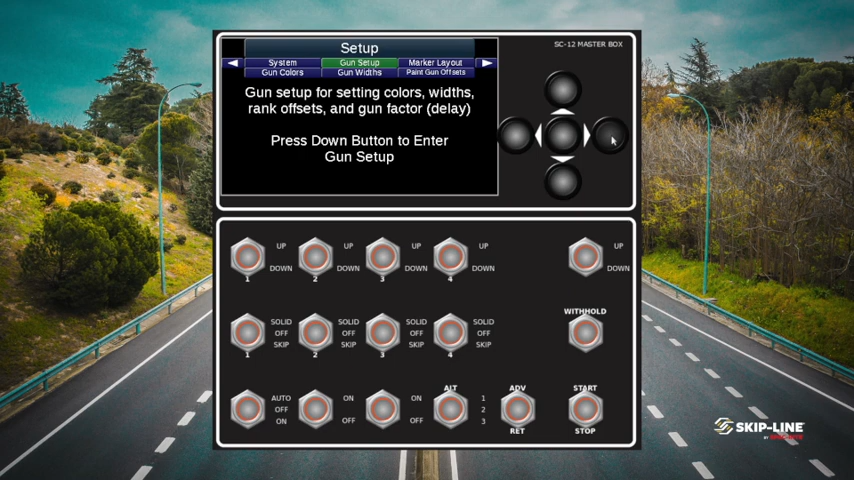 SC-12 MASTER BOX
Setup
System Gun Setup Marker Layout
Gun Colors Gun Widths Paint Gun Offsets
Gun setup for setting colors, widths,
rank offsets, and gun factor (delay)
Press Down Button to Enter
Gun Setup
UP UP UP UP UP
DOWN DOWN DOWN DOWN DOWN
1 2 3 4
WITHHOLD
SOLID SOLID SOLID SOLID
OFF OFF OFF OFF
SKIP SKIP SKIP SKIP
1 2 3 4
ALT ADV START
AUTO ON ON 1
OFF 2
ON OFF OFF 3
RET STOP
SKIP-LINE
BY